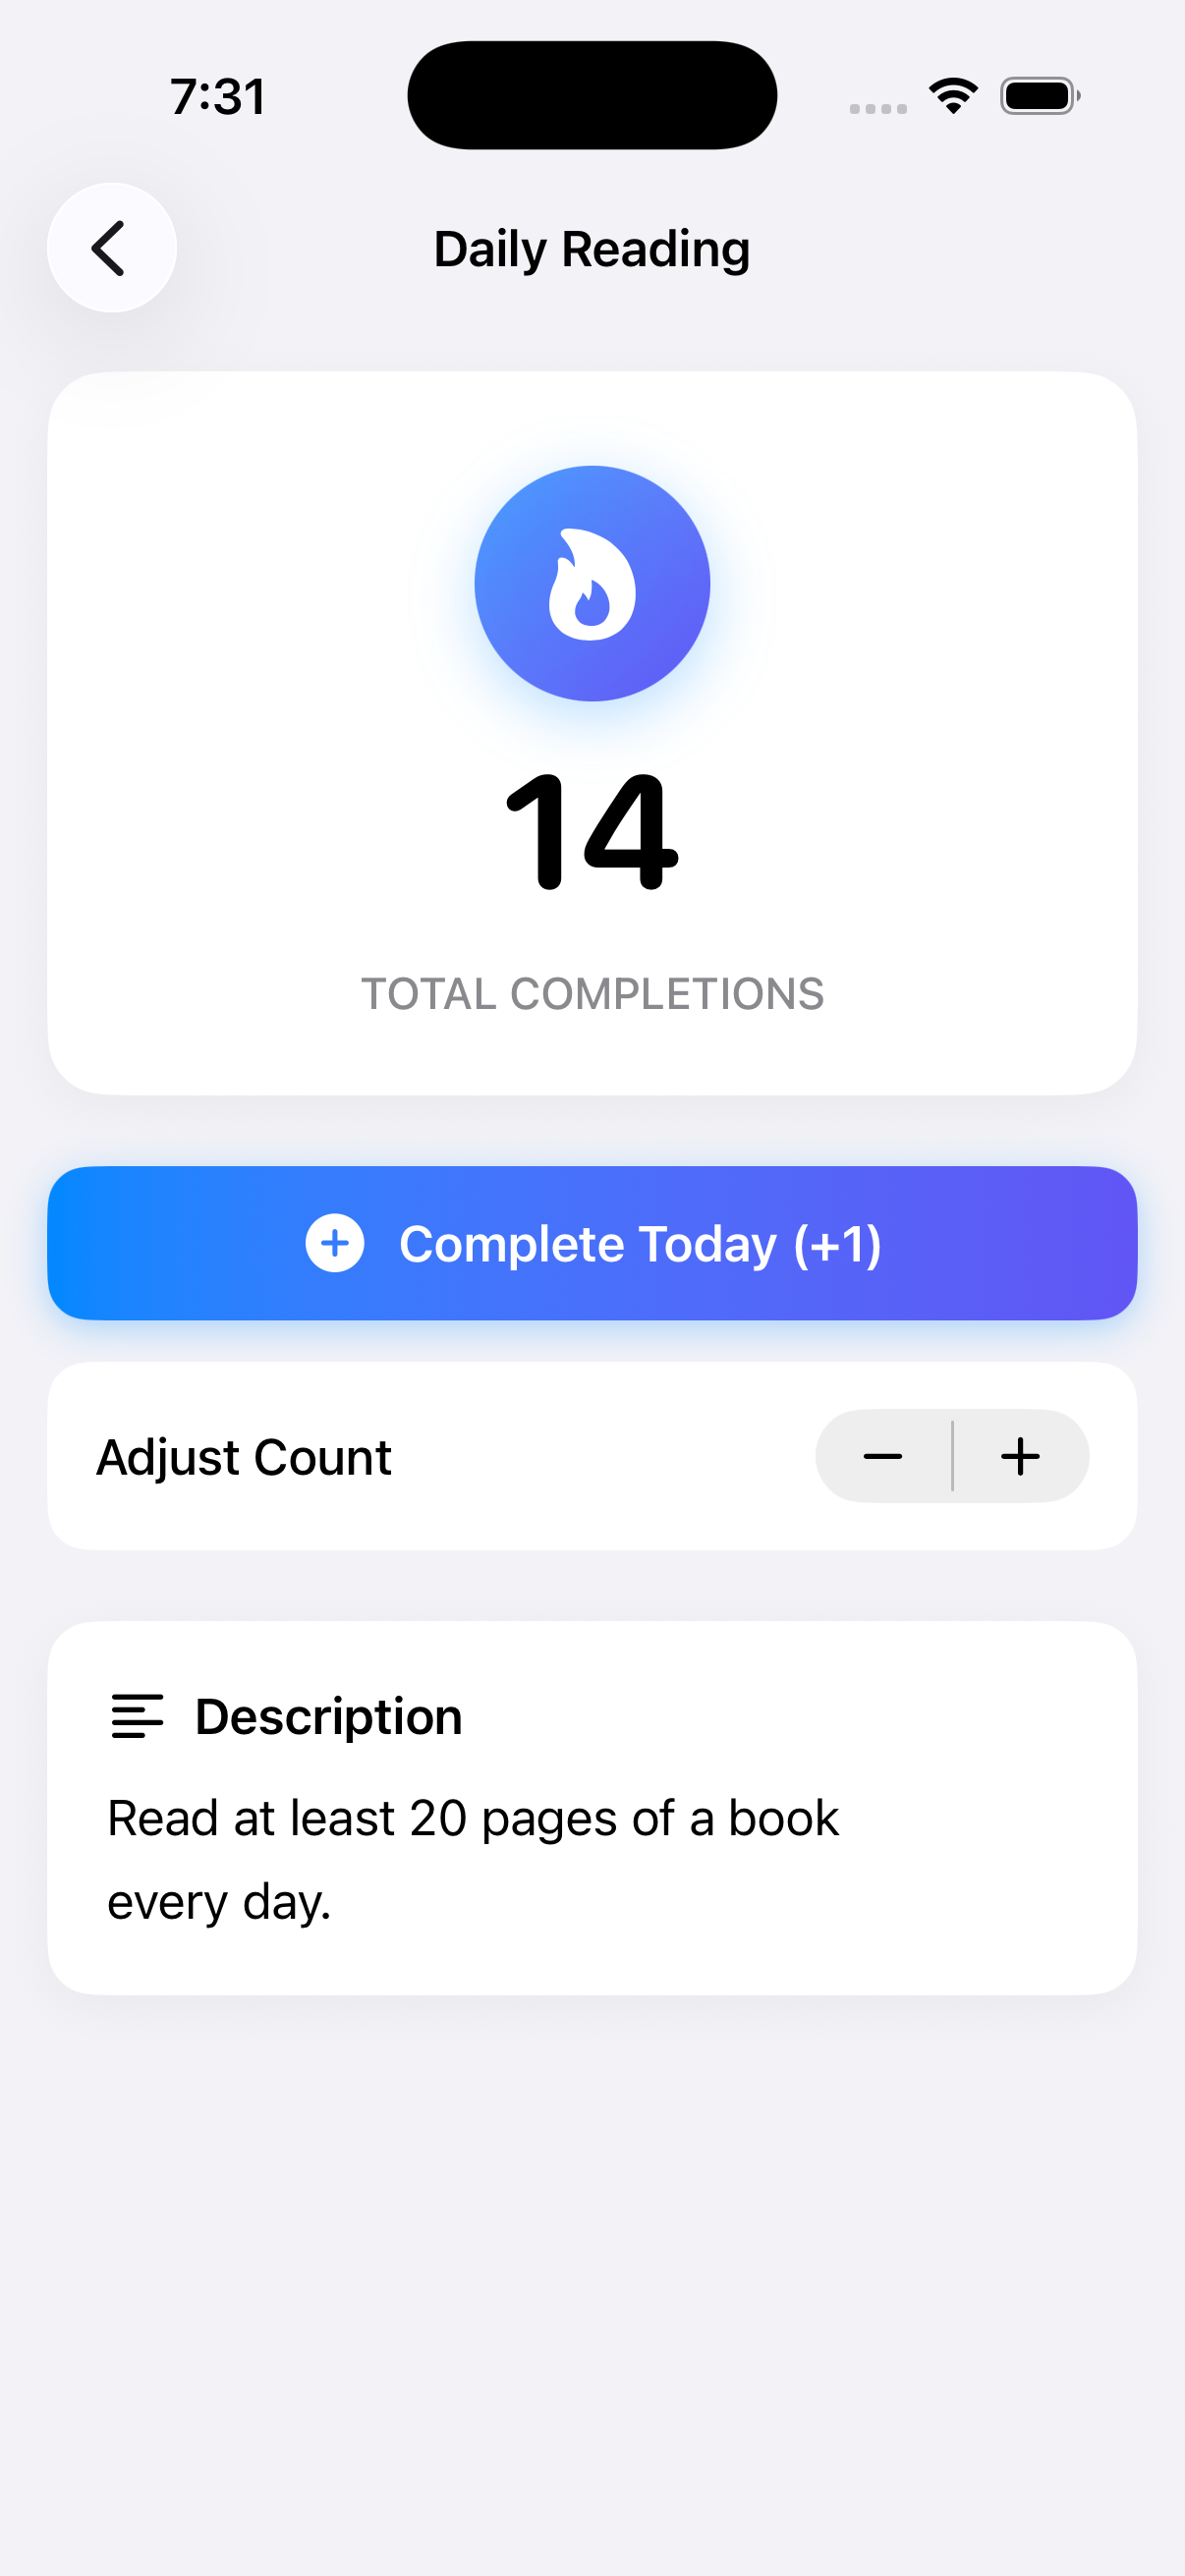 7:31
Daily Reading
14
TOTAL COMPLETIONS
Complete Today (+1)
Adjust Count
Description
Read at least 20 pages of a book
every day.